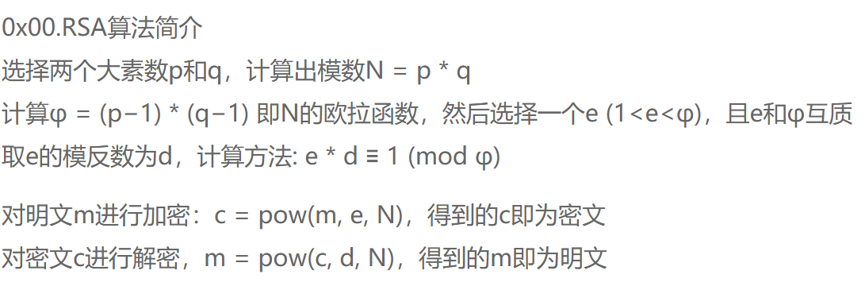 0x00.RSA算法简介
选择两个大素数p和q，计算出模数N = p * q
计算φ = (p−1) * (q−1) 即N的欧拉函数，然后选择一个e (1<e<φ)，且e和φ互质
取e的模反数为d，计算方法: e * d ≡ 1 (mod φ)
对明文m进行加密：c = pow(m, e, N)，得到的c即为密文
对密文c进行解密，m = pow(c, d, N)，得到的m即为明文